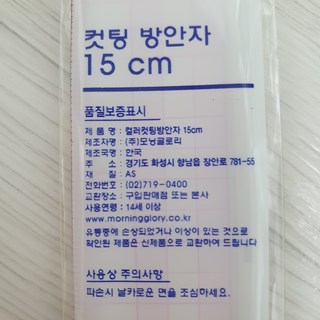 컷팅 방안자
15 cm
품질보증표시
제 품 명 : 컬러컷팅방안자 15cm
제조자명 : (주)모닝글로리
제조국명 : 한국
주 소 : 경기도 화성시 향남읍 장안로 781-55
재 질 : AS
전화번호 : (02)719-0400
교환장소 : 구입판매점 또는 본사
사용연령 : 14세 이상
www.morningglory.co.kr
유통중에 손상되었거나 이상이 있는 것으로
확인된 제품은 신제품으로 교환하여 드립니다
사용상 주의사항
파손시 날카로운 면을 조심하세요.